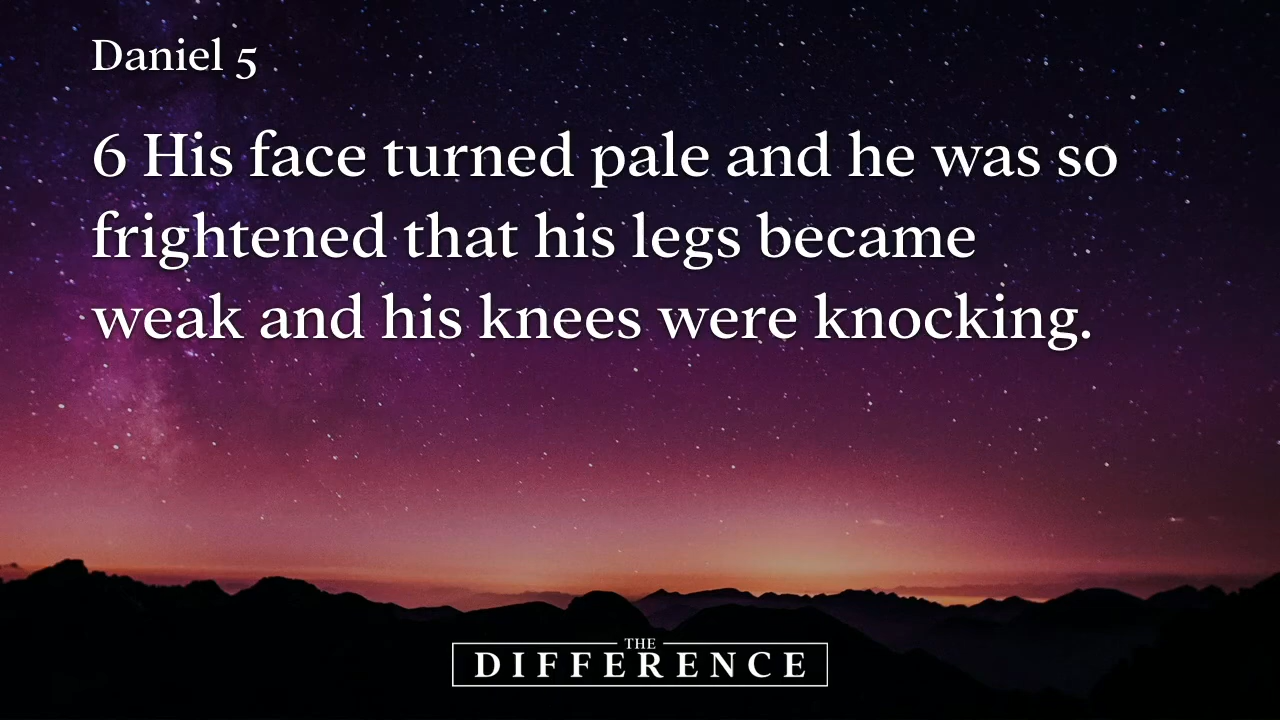 Daniel 5
6 His face turned pale and he was so
frightened that his legs became
weak and his knees were knocking.
THE
DIFFERENCE